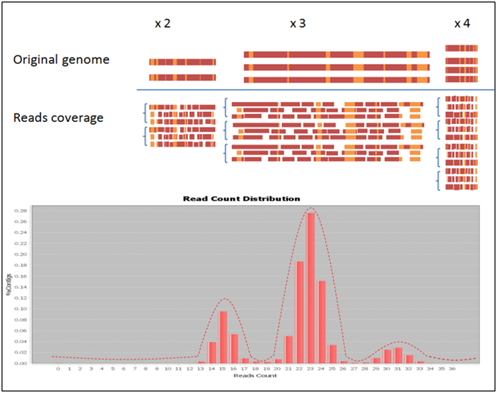 x 2 x 3 x 4
Original genome
Reads coverage
Read Count Distribution
%Contigs
0.28
0.26
0.24
0.22
0.20
0.18
0.16
0.14
0.12
0.10
0.08
0.06
0.04
0.02
0.00
0 1 2 3 4 5 6 7 8 9 10 11 12 13 14 15 16 17 18 19 20 21 22 23 24 25 26 27 28 29 30 31 32 33 34 35 36
Reads Count